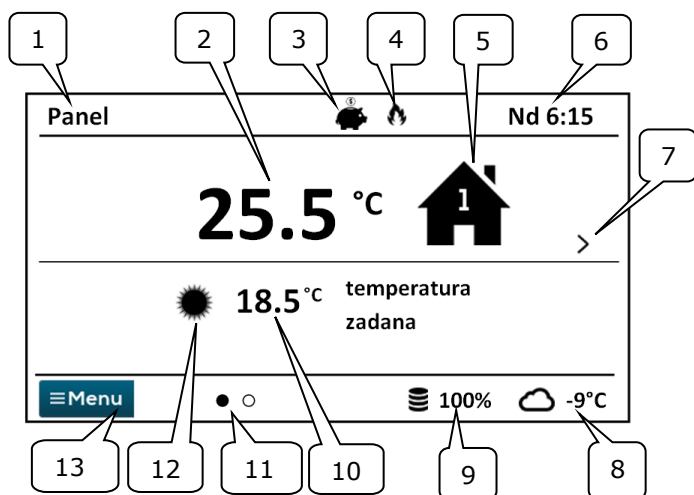 1 2 3 4 5 6
Panel Nd 6:15
7
1
25.5 °C
>
18.5 °C temperatura
zadana
≡Menu 100% -9°C
13 12 11 10 9 8